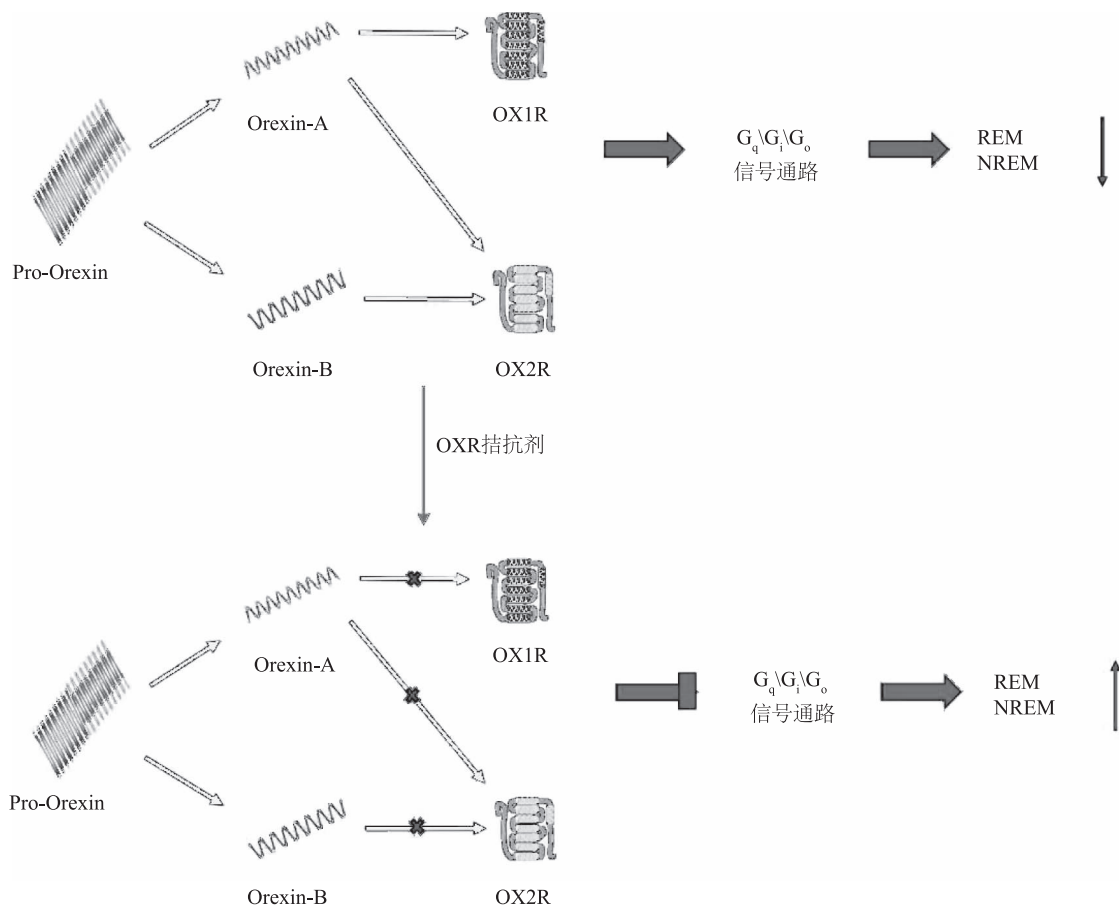 OX1R
Orexin-A
G_q\G_i\G_o
信号通路
REM
NREM
Pro-Orexin
Orexin-B
OX2R
OXR拮抗剂
OX1R
Orexin-A
G_q\G_i\G_o
信号通路
REM
NREM
Pro-Orexin
Orexin-B
OX2R